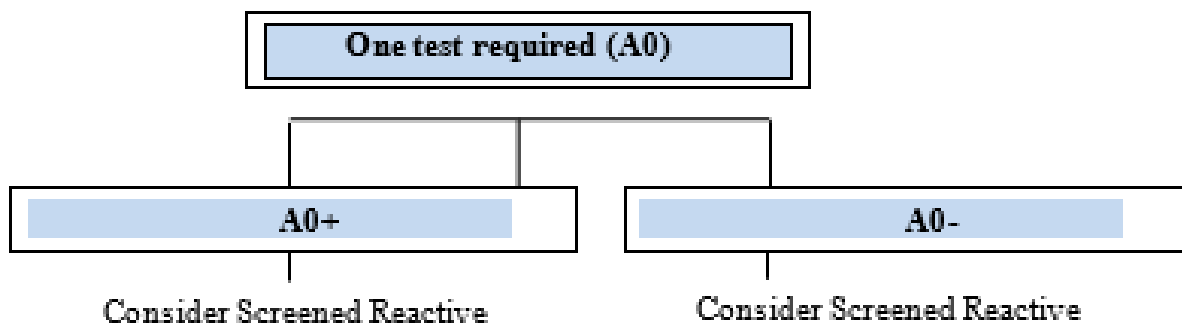 One test required (A0)
A0+
A0-
Consider Screened Reactive
Consider Screened Reactive